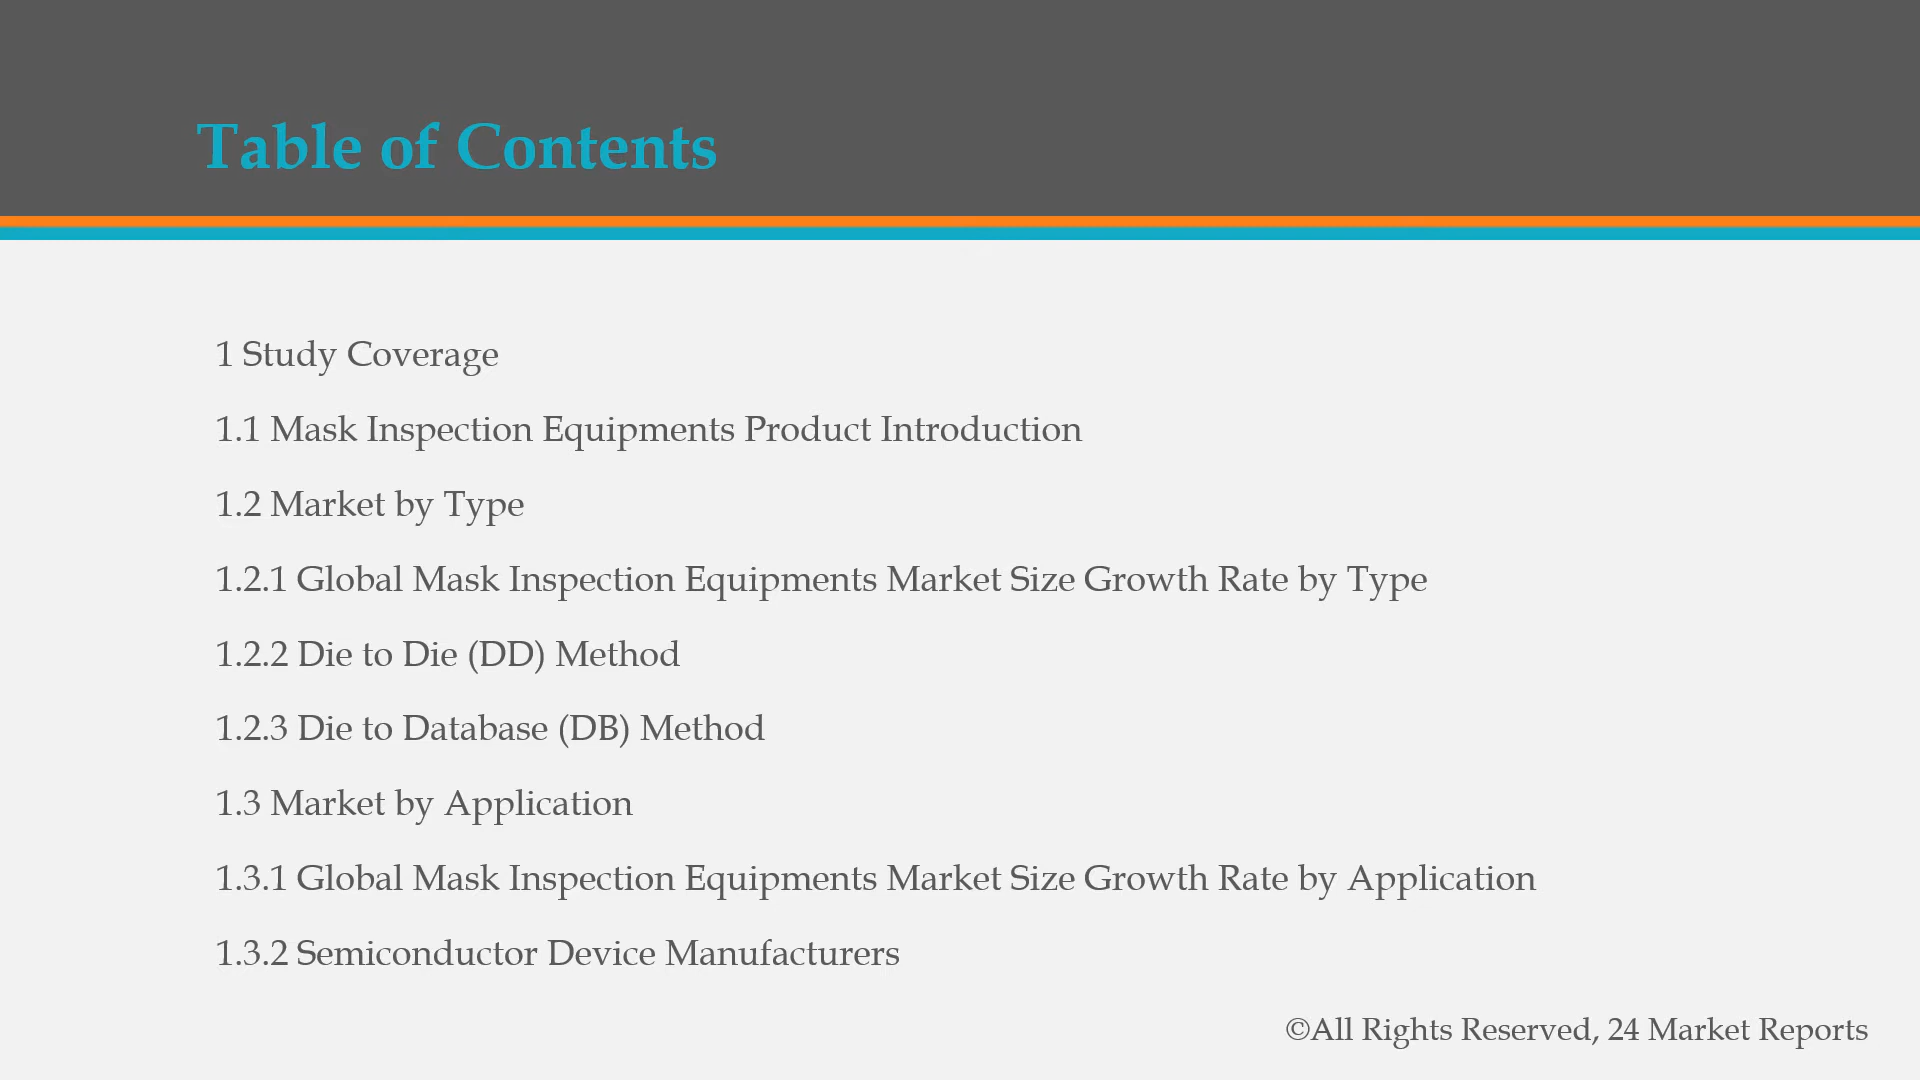 Table of Contents
1 Study Coverage
1.1 Mask Inspection Equipments Product Introduction
1.2 Market by Type
1.2.1 Global Mask Inspection Equipments Market Size Growth Rate by Type
1.2.2 Die to Die (DD) Method
1.2.3 Die to Database (DB) Method
1.3 Market by Application
1.3.1 Global Mask Inspection Equipments Market Size Growth Rate by Application
1.3.2 Semiconductor Device Manufacturers
©All Rights Reserved, 24 Market Reports